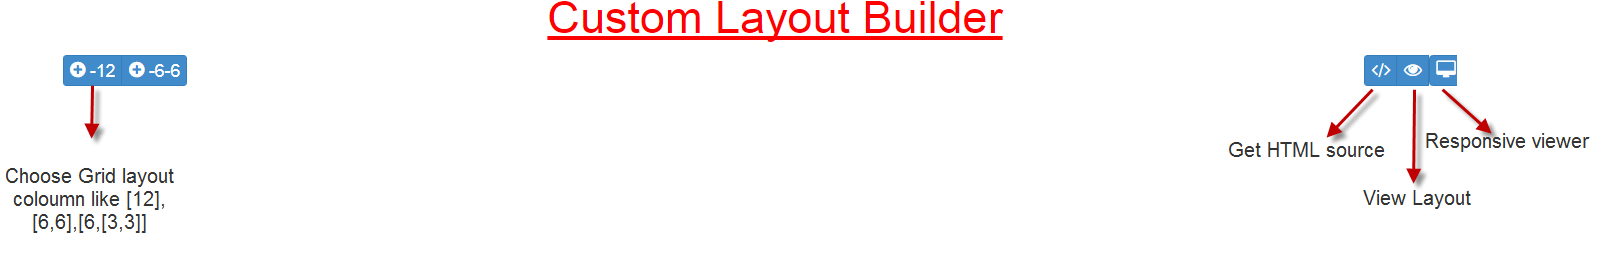 Custom Layout Builder
-12 -6-6
</>
Get HTML source
Responsive viewer
View Layout
Choose Grid layout
coloumn like [12],
[6,6],[6,[3,3]]